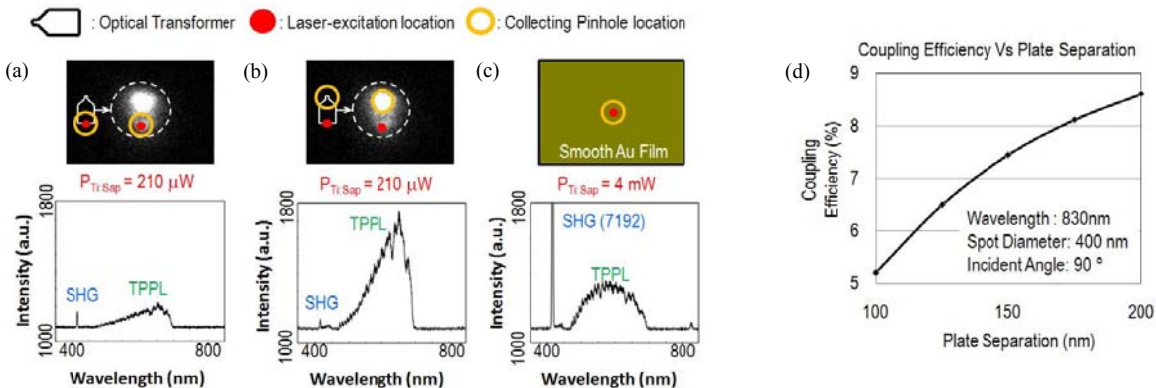 : Optical Transformer : Laser-excitation location : Collecting Pinhole location
(a)
P Ti:Sap = 210 μW
1800
Intensity (a.u.)
1000
SHG
TPPL
400 800
Wavelength (nm)
(b)
P Ti:Sap = 210 μW
1800
Intensity (a.u.)
1000
TPPL
SHG
400 800
Wavelength (nm)
(c)
Smooth Au Film
P Ti:Sap = 4 mW
1800
Intensity (a.u.)
1000
SHG (7192)
TPPL
400 800
Wavelength (nm)
(d)
Coupling Efficiency Vs Plate Separation
9
8
7
6
5
Coupling
Efficiency (%)
Wavelength : 830nm
Spot Diameter: 400 nm
Incident Angle: 90 º
100 150 200
Plate Separation (nm)